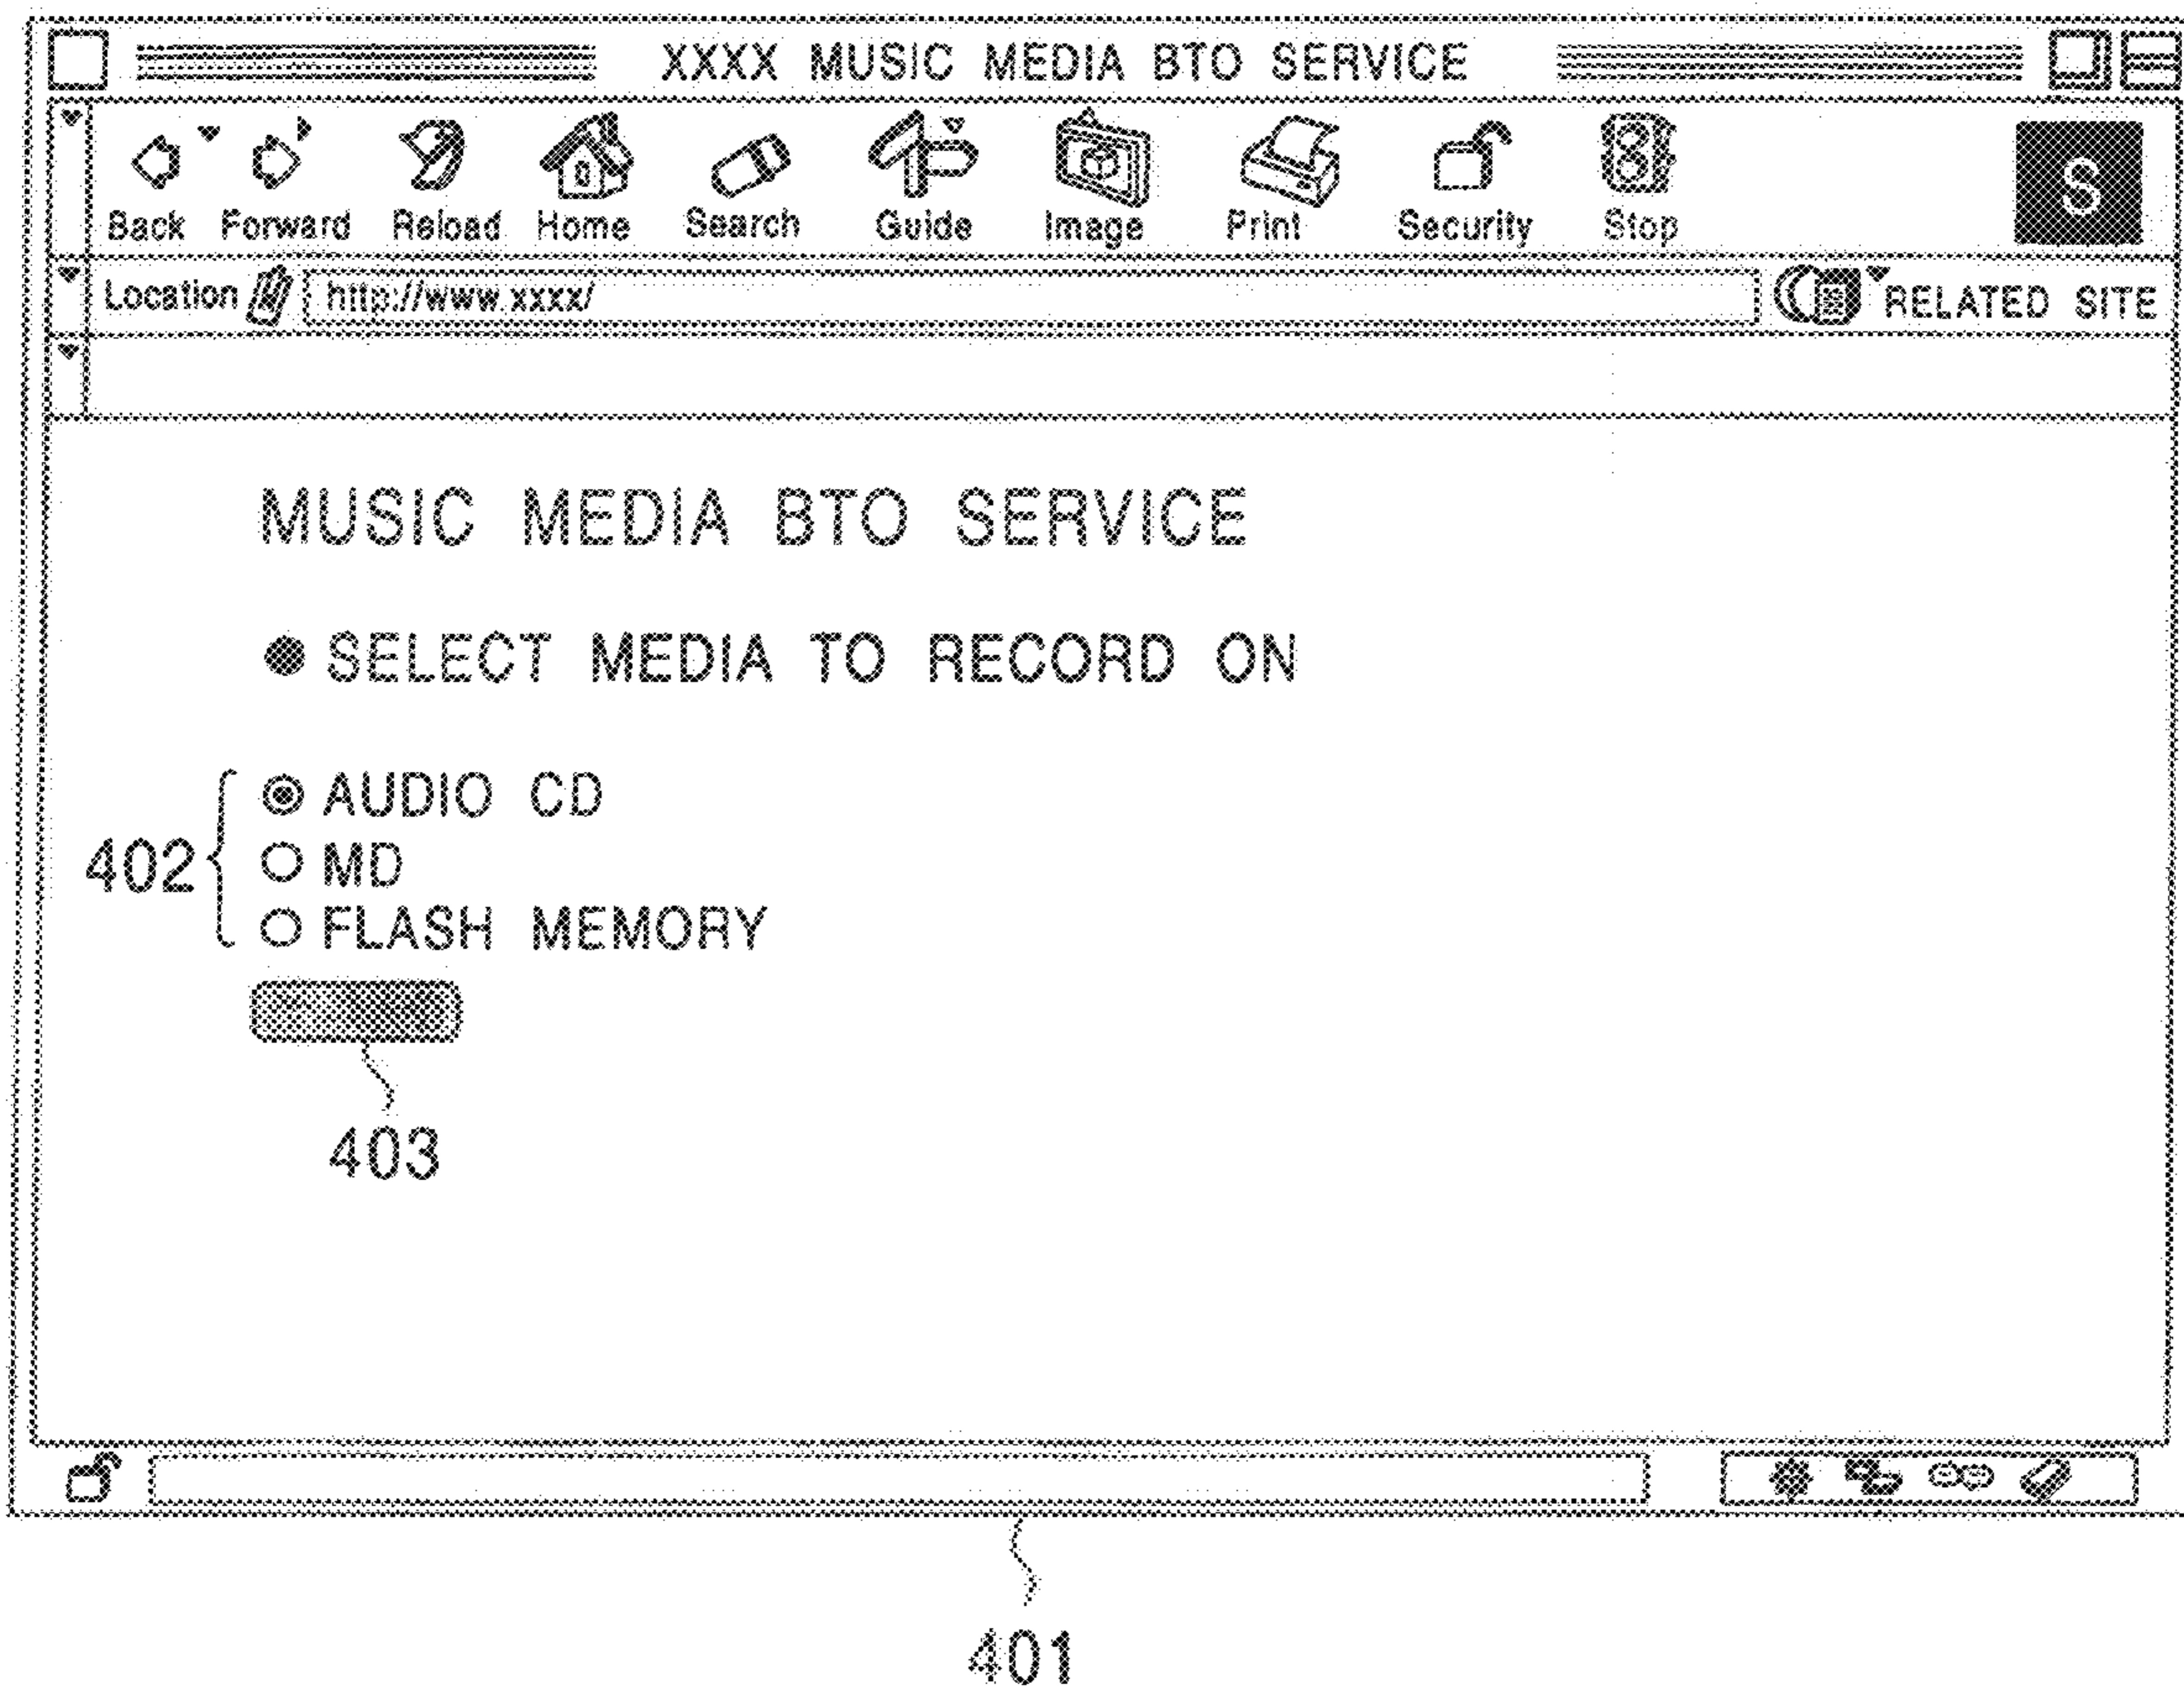 XXXX MUSIC MEDIA BTO SERVICE
Back Forward Reload Home Search Guide Image Print Security Stop
S
Location http://www.xxxx/ RELATED SITE
MUSIC MEDIA BTO SERVICE
SELECT MEDIA TO RECORD ON
AUDIO CD
402 MD
FLASH MEMORY
403
401